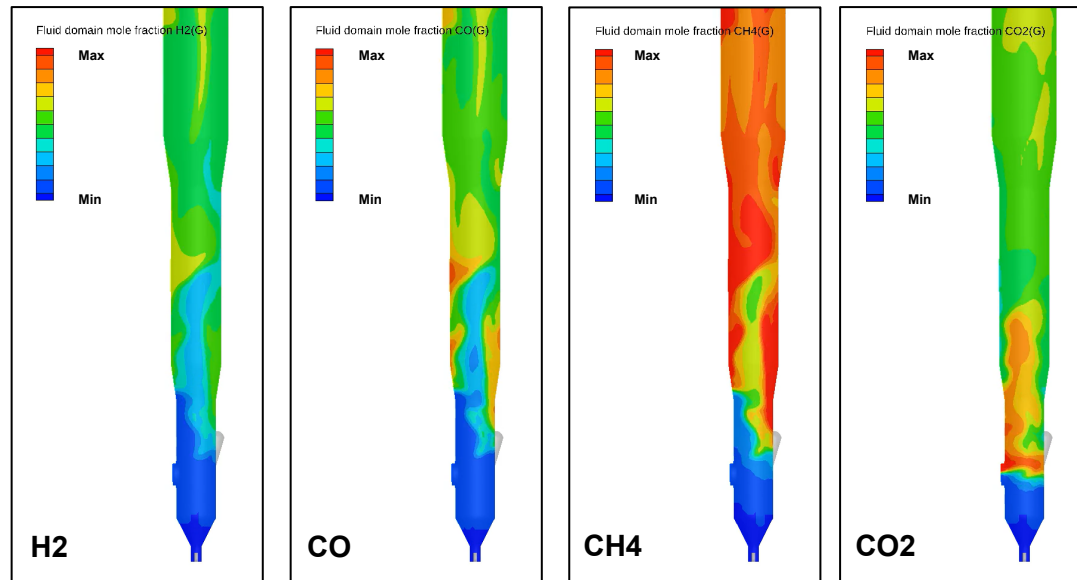 Fluid domain mole fraction H2(G)
Max
Min
H2
Fluid domain mole fraction CO(G)
Max
Min
CO
Fluid domain mole fraction CH4(G)
Max
Min
CH4
Fluid domain mole fraction CO2(G)
Max
Min
CO2